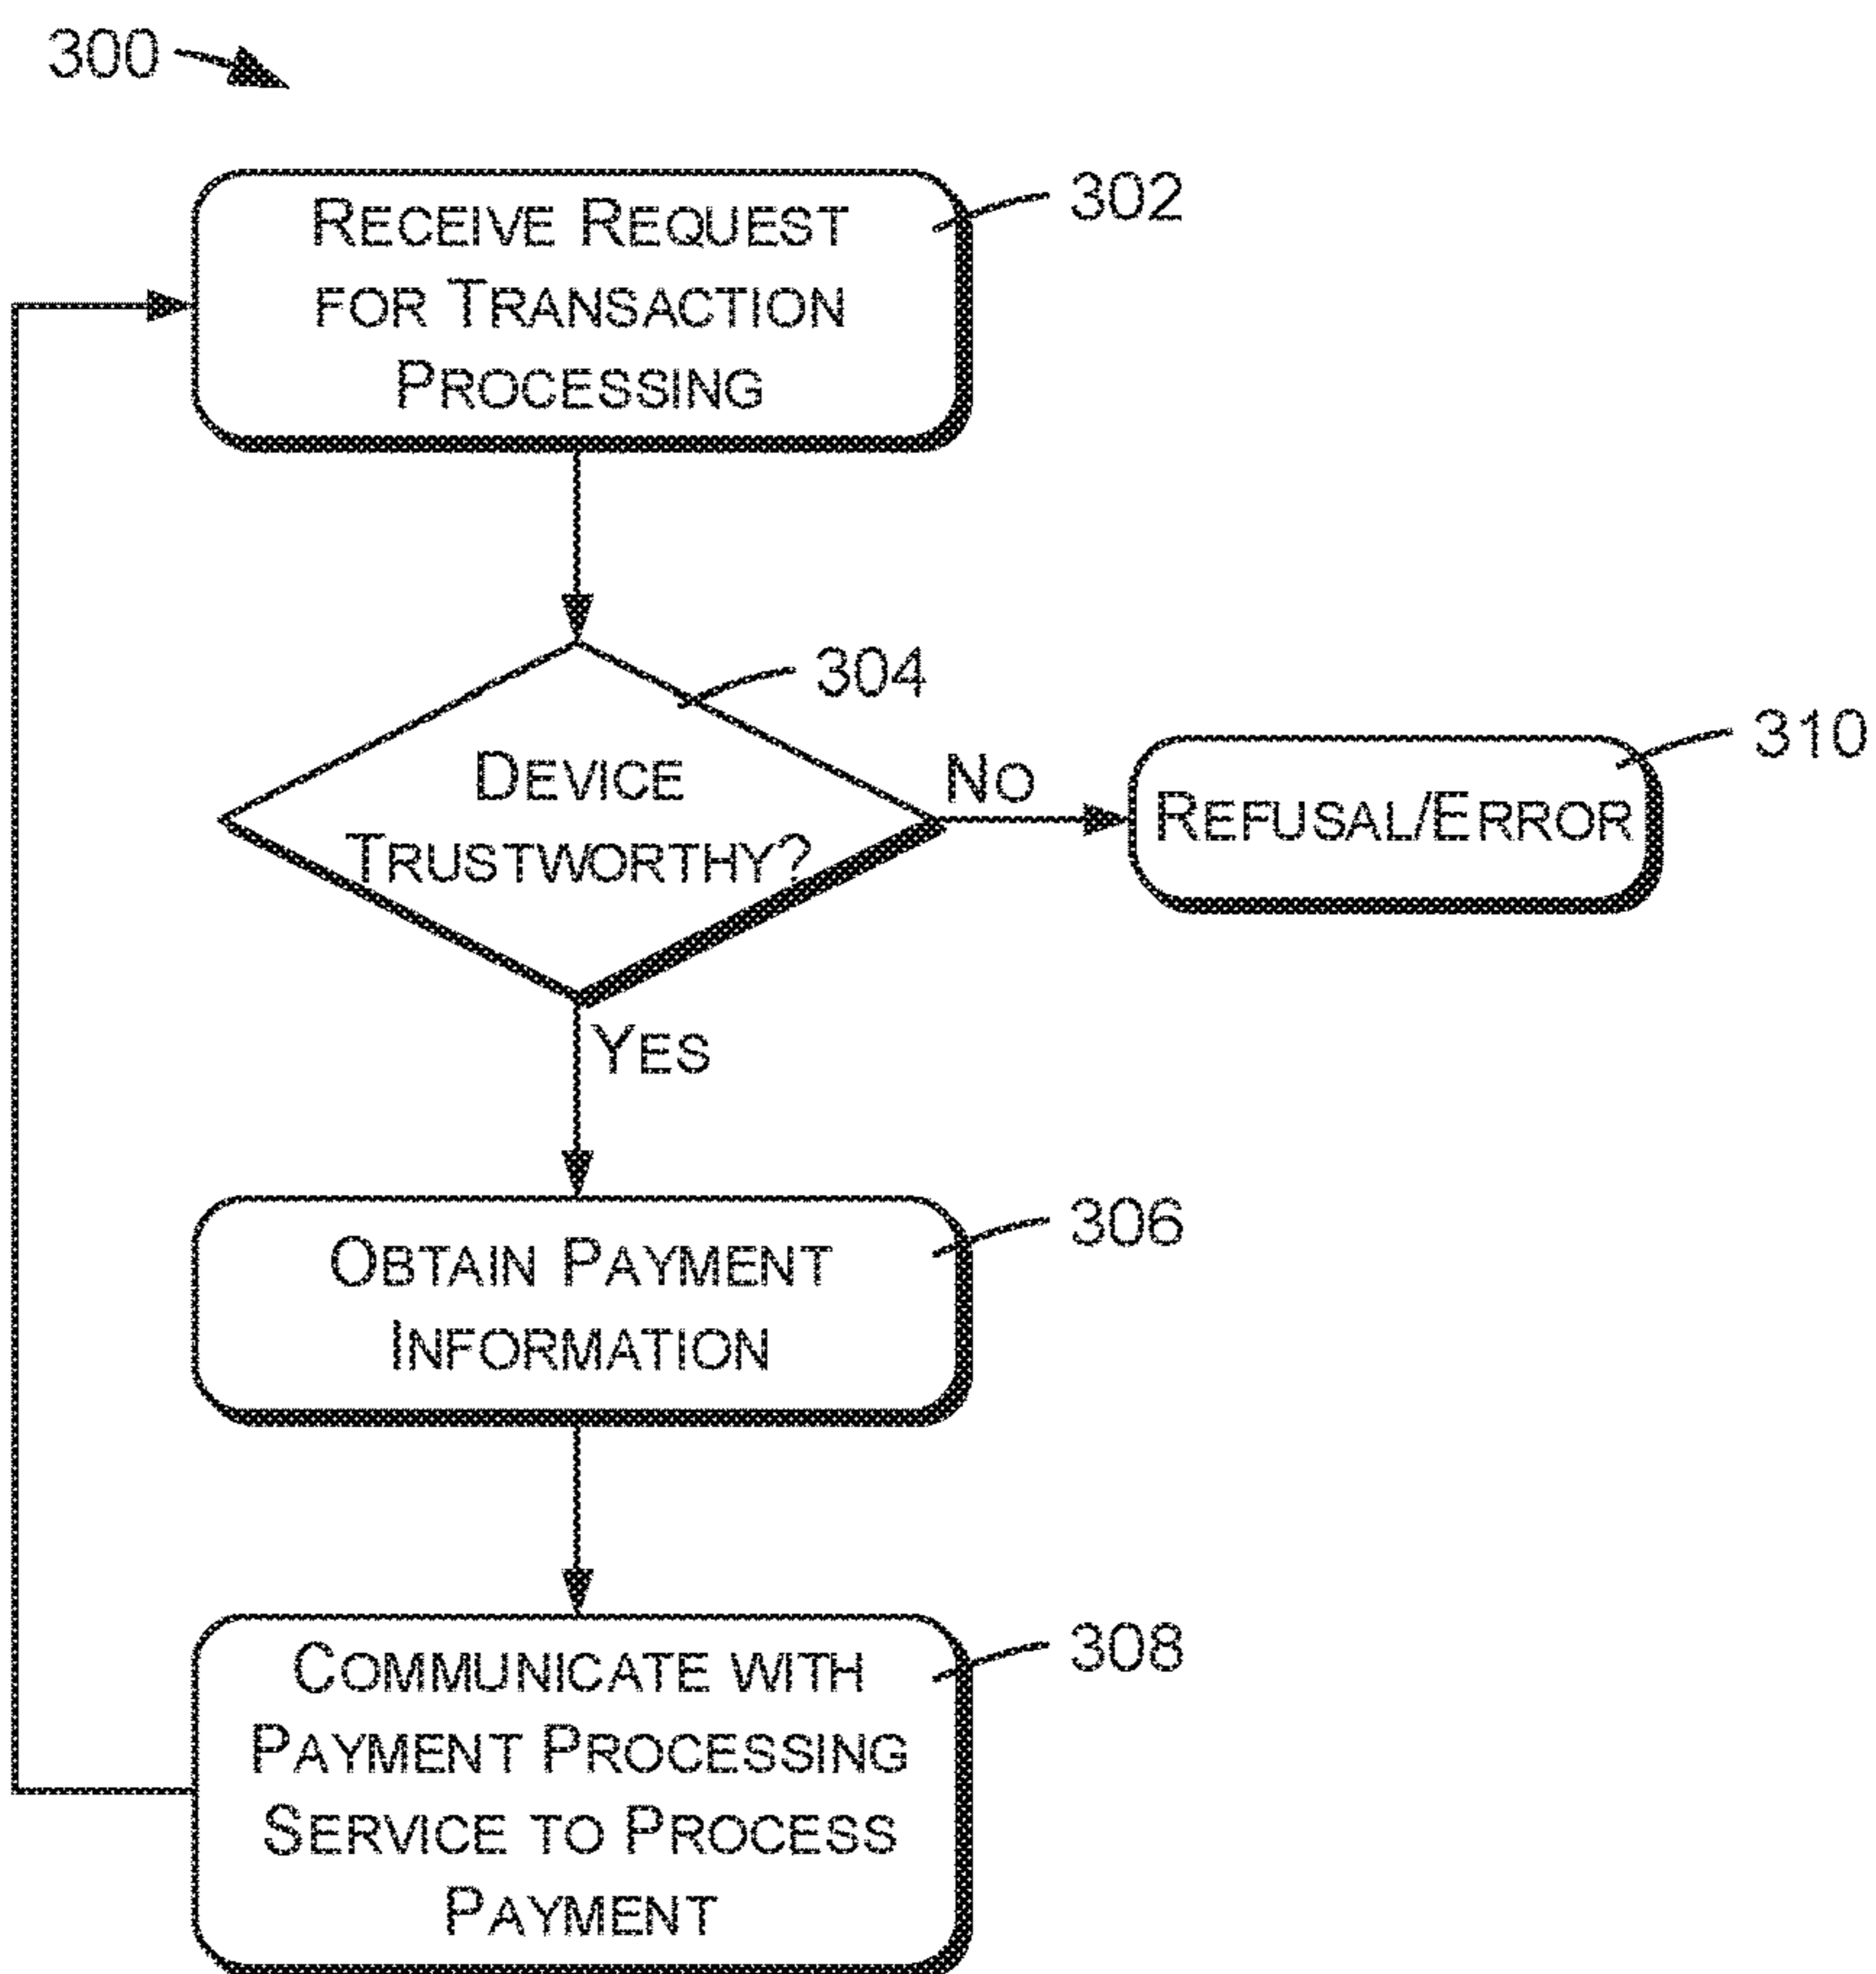 300
Receive Request
for Transaction
Processing
302
304
Device
Trustworthy?
No
Refusal/Error
310
Yes
Obtain Payment
Information
306
Communicate with
Payment Processing
Service to Process
Payment
308